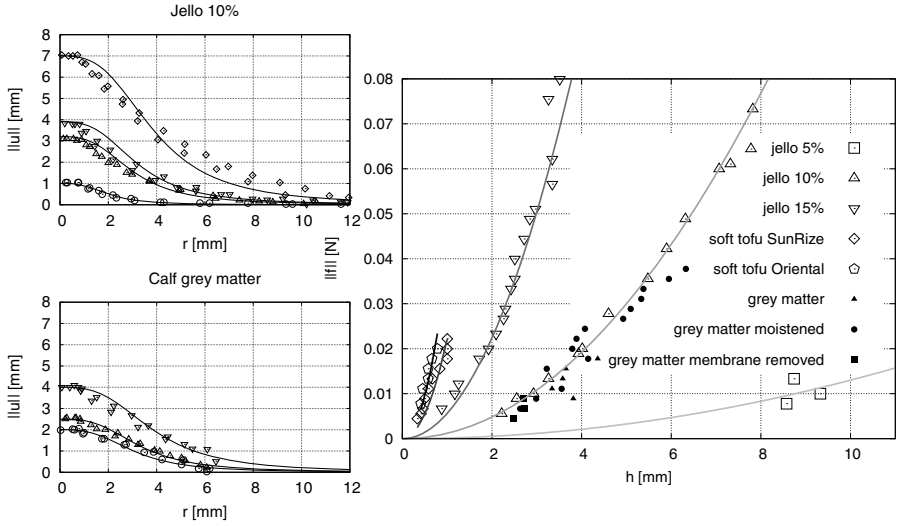 Jello 10%
8
7
6
5
4
3
2
1
0
||u|| [mm]
0 2 4 6 8 10 12
r [mm]
Calf grey matter
8
7
6
5
4
3
2
1
0
||u|| [mm]
0 2 4 6 8 10 12
r [mm]
||f|| [N]
0.08
0.07
0.06
0.05
0.04
0.03
0.02
0.01
0
0 2 4 6 8 10
h [mm]
jello 5%
jello 10%
jello 15%
soft tofu SunRize
soft tofu Oriental
grey matter
grey matter moistened
grey matter membrane removed